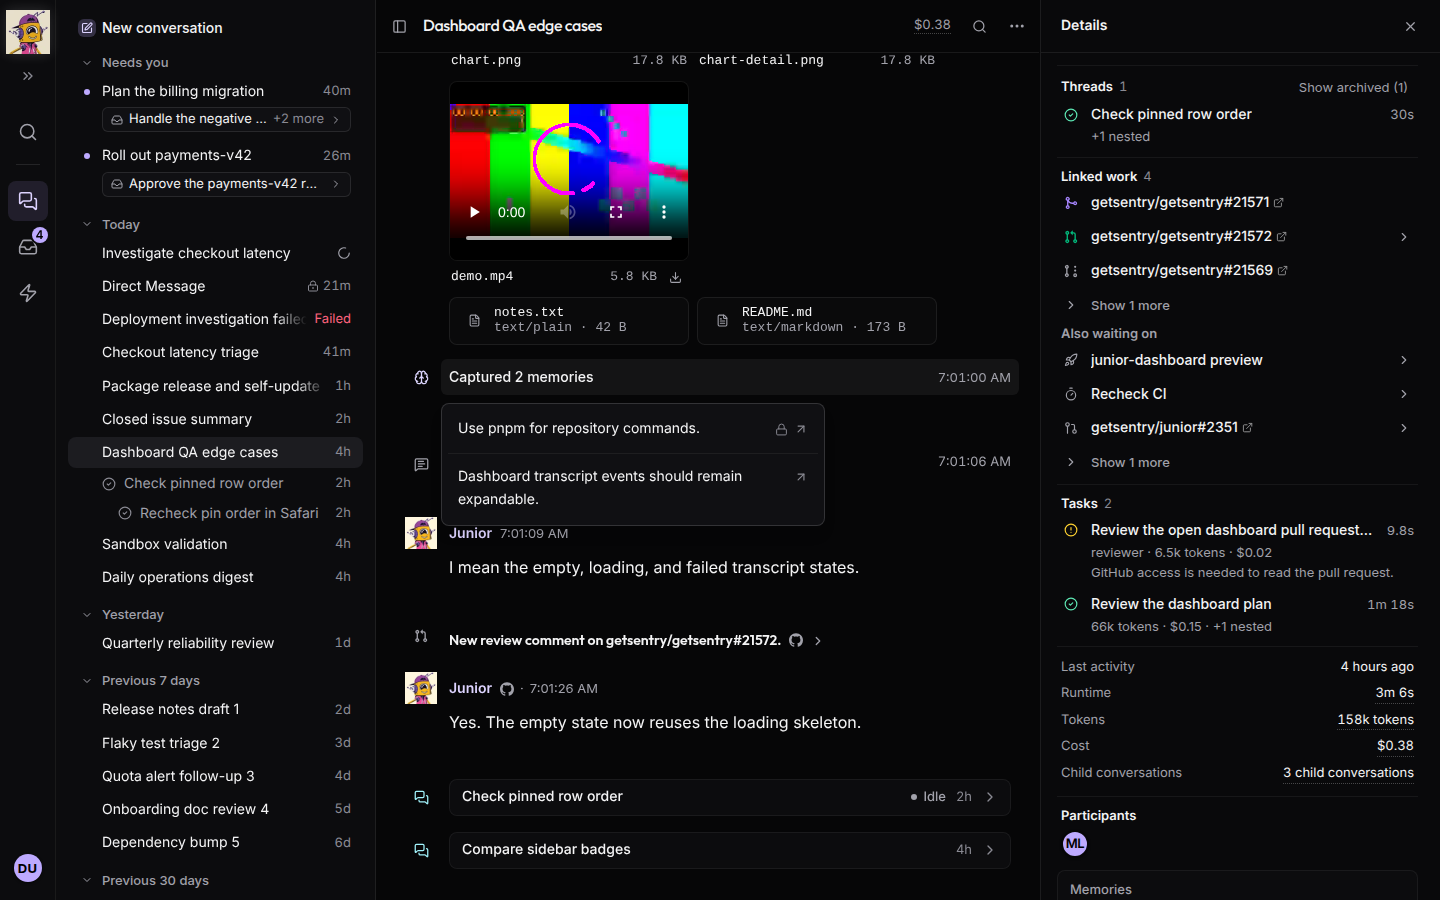 New conversation
Needs you
Plan the billing migration 40m
Handle the negative ... +2 more
Roll out payments-v42 26m
Approve the payments-v42 r...
Today
4
Investigate checkout latency
Direct Message 21m
Deployment investigation failed Failed
Checkout latency triage 41m
Package release and self-update 1h
Closed issue summary 2h
Dashboard QA edge cases 4h
Check pinned row order 2h
Recheck pin order in Safari 2h
Sandbox validation 4h
Daily operations digest 4h
Yesterday
Quarterly reliability review 1d
Previous 7 days
Release notes draft 1 2d
Flaky test triage 2 3d
Quota alert follow-up 3 4d
Onboarding doc review 4 5d
Dependency bump 5 6d
DU
Previous 30 days
Dashboard QA edge cases $0.38
chart.png 17.8 KB chart-detail.png 17.8 KB
0:00
demo.mp4 5.8 KB
notes.txt
text/plain · 42 B
README.md
text/markdown · 173 B
Captured 2 memories 7:01:00 AM
Use pnpm for repository commands.
Dashboard transcript events should remain
expandable.
7:01:06 AM
Junior 7:01:09 AM
I mean the empty, loading, and failed transcript states.
New review comment on getsentry/getsentry#21572.
Junior · 7:01:26 AM
Yes. The empty state now reuses the loading skeleton.
Check pinned row order Idle 2h
Compare sidebar badges 4h
Details
Threads 1 Show archived (1)
Check pinned row order 30s
+1 nested
Linked work 4
getsentry/getsentry#21571
getsentry/getsentry#21572
getsentry/getsentry#21569
Show 1 more
Also waiting on
junior-dashboard preview
Recheck CI
getsentry/junior#2351
Show 1 more
Tasks 2
Review the open dashboard pull request... 9.8s
reviewer · 6.5k tokens · $0.02
GitHub access is needed to read the pull request.
Review the dashboard plan 1m 18s
66k tokens · $0.15 · +1 nested
Last activity 4 hours ago
Runtime 3m 6s
Tokens 158k tokens
Cost $0.38
Child conversations 3 child conversations
Participants
ML
Memories